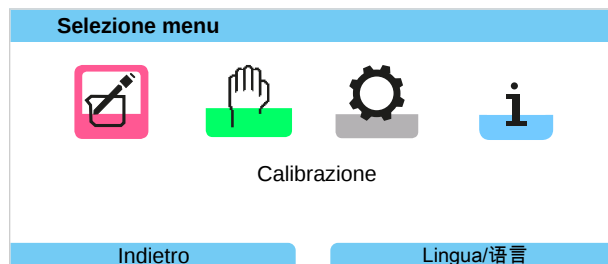 Selezione menu
Calibrazione
Indietro
Lingua/语言